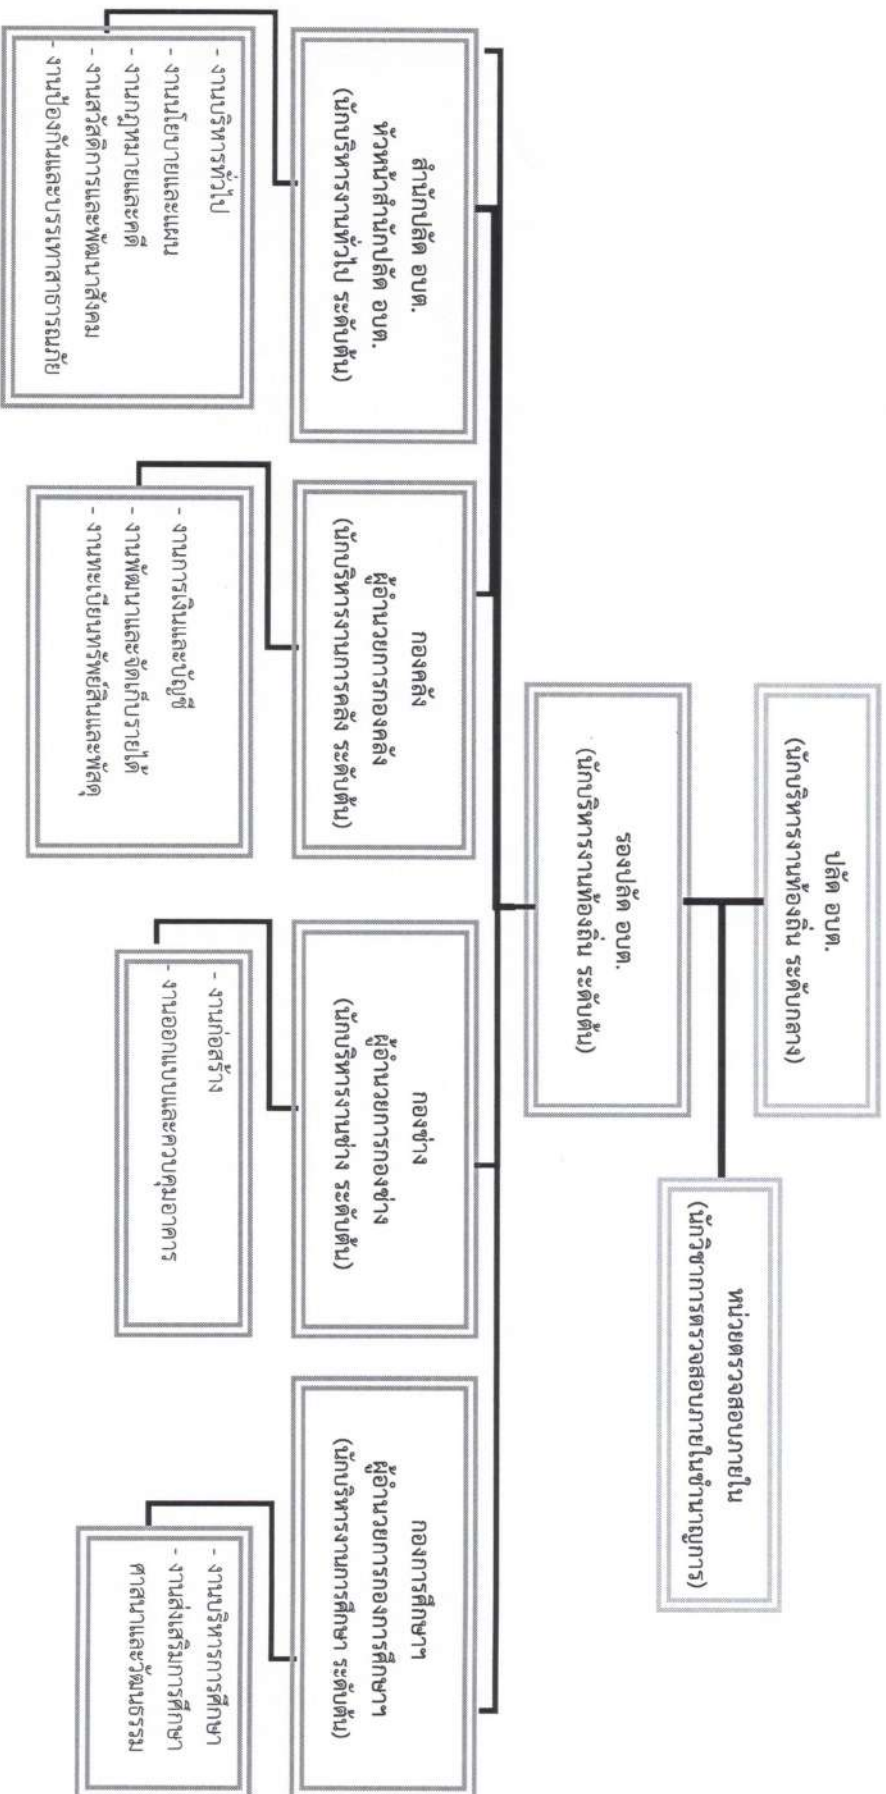 ปลัด อบต.
(นักบริหารงานท้องถิ่น ระดับกลาง)
หน่วยตรวจสอบภายใน
(นักวิชาการตรวจสอบภายในชำนาญการ)
รองปลัด อบต.
(นักบริหารงานท้องถิ่น ระดับต้น)
สำนักปลัด อบต.
หัวหน้าสำนักปลัด อบต.
(นักบริหารงานทั่วไป ระดับต้น)
- งานบริหารทั่วไป
- งานนโยบายและแผน
- งานกฎหมายและคดี
- งานสวัสดิการและพัฒนาสังคม
- งานป้องกันและบรรเทาสาธารณภัย
กองคลัง
ผู้อำนวยการกองคลัง
(นักบริหารงานการคลัง ระดับต้น)
- งานการเงินและบัญชี
- งานพัฒนาและจัดเก็บรายได้
- งานทะเบียนทรัพย์สินและพัสดุ
กองช่าง
ผู้อำนวยการกองช่าง
(นักบริหารงานช่าง ระดับต้น)
- งานก่อสร้าง
- งานออกแบบและควบคุมอาคาร
กองการศึกษาฯ
ผู้อำนวยการกองการศึกษาฯ
(นักบริหารงานการศึกษา ระดับต้น)
- งานบริหารการศึกษา
- งานส่งเสริมการศึกษา
ศาสนาและวัฒนธรรม